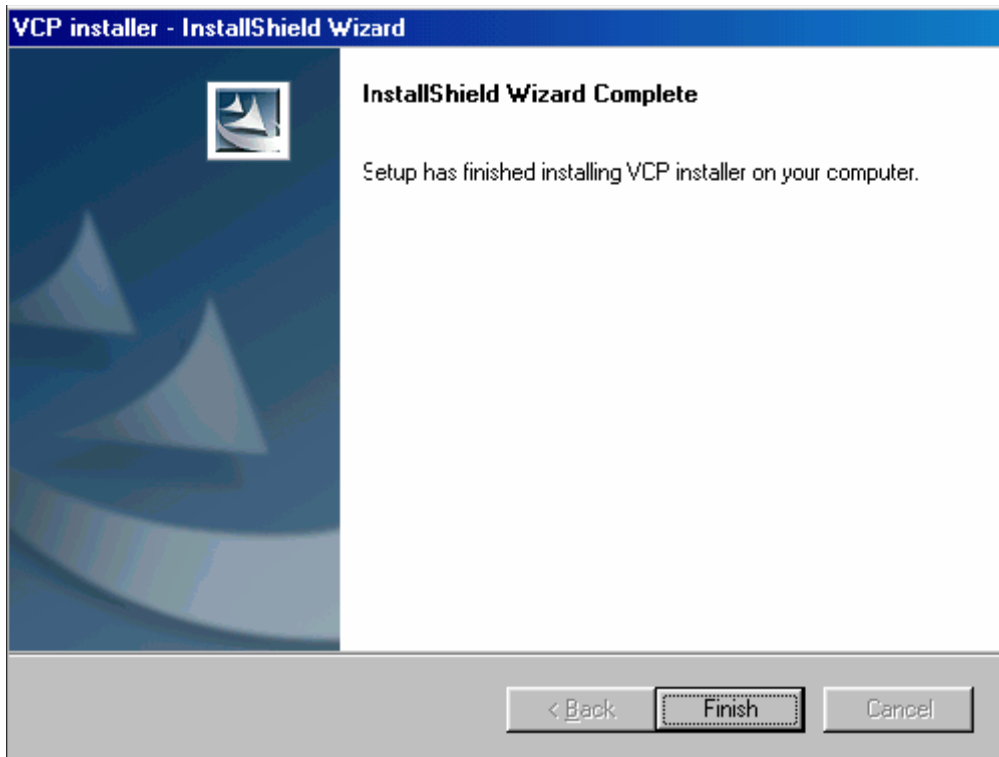 VCP installer - InstallShield Wizard
InstallShield Wizard Complete
Setup has finished installing VCP installer on your computer.
< Back
Finish
Cancel